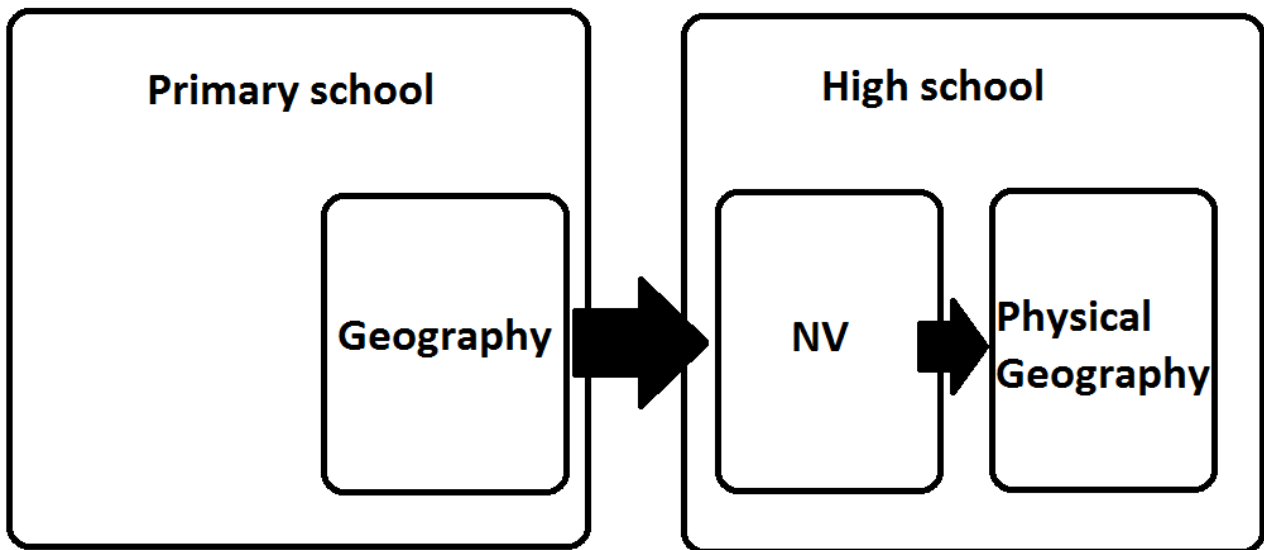 Primary school
High school
Geography
NV
Physical
Geography